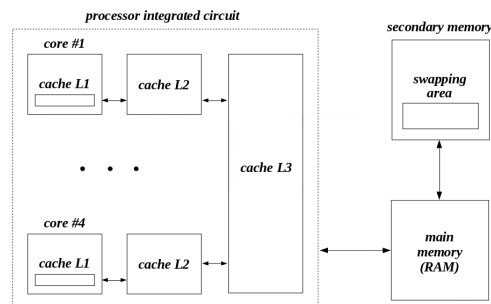 processor integrated circuit
secondary memory
core #1
cache L1
cache L2
swapping
area
cache L3
core #4
cache L1
cache L2
main
memory
(RAM)